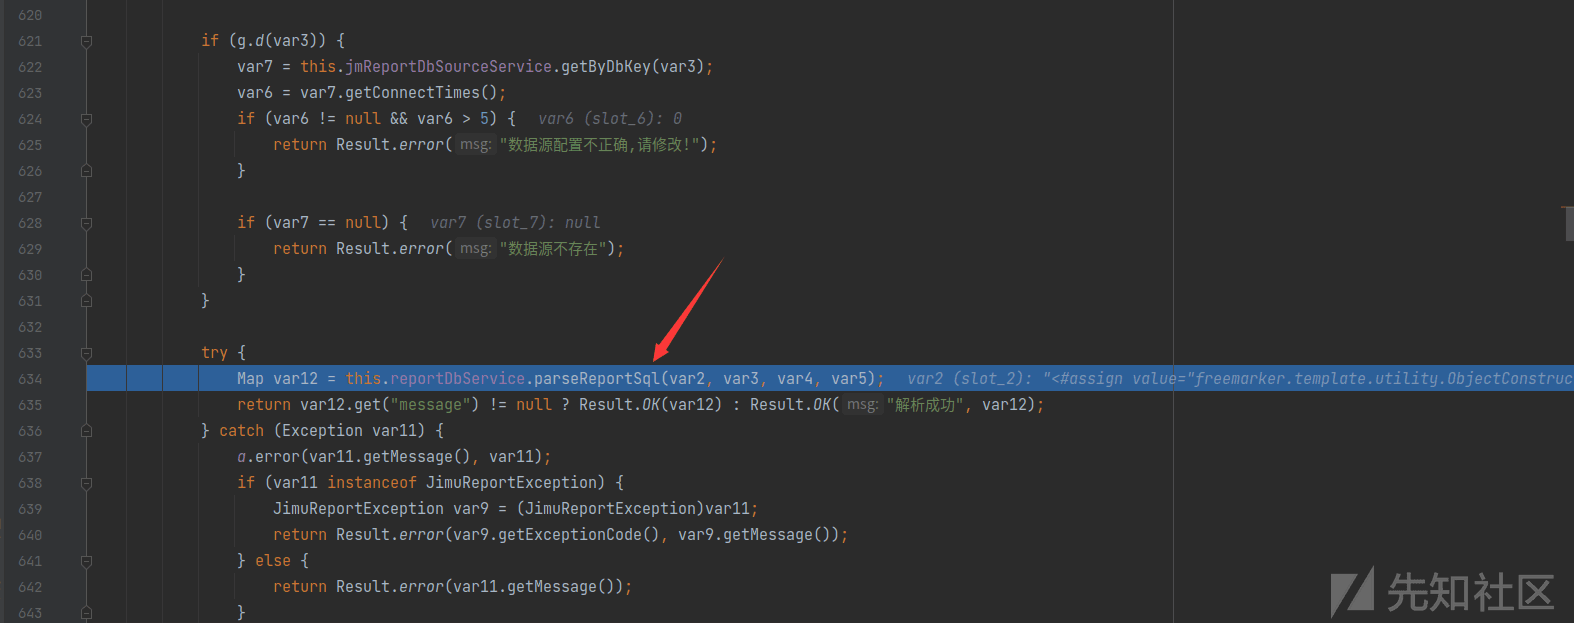 620
621 if (g.d(var3)) {
622 var7 = this.jmReportDbSourceService.getByDbKey(var3);
623 var6 = var7.getConnectTimes();
624 if (var6 != null && var6 > 5) { var6 (slot_6): 0
625 return Result.error( msg: "数据源配置不正确,请修改!");
626 }
627
628 if (var7 == null) { var7 (slot_7): null
629 return Result.error( msg: "数据源不存在");
630 }
631 }
632
633 try {
634 Map var12 = this.reportDbService.parseReportSql(var2, var3, var4, var5); var2 (slot_2): "<#assign value="freemarker.template.utility.ObjectConstruc
635 return var12.get("message") != null ? Result.OK(var12) : Result.OK( msg: "解析成功", var12);
636 } catch (Exception var11) {
637 a.error(var11.getMessage(), var11);
638 if (var11 instanceof JimuReportException) {
639 JimuReportException var9 = (JimuReportException)var11;
640 return Result.error(var9.getExceptionCode(), var9.getMessage());
641 } else {
642 return Result.error(var11.getMessage());
643 }
先知社区